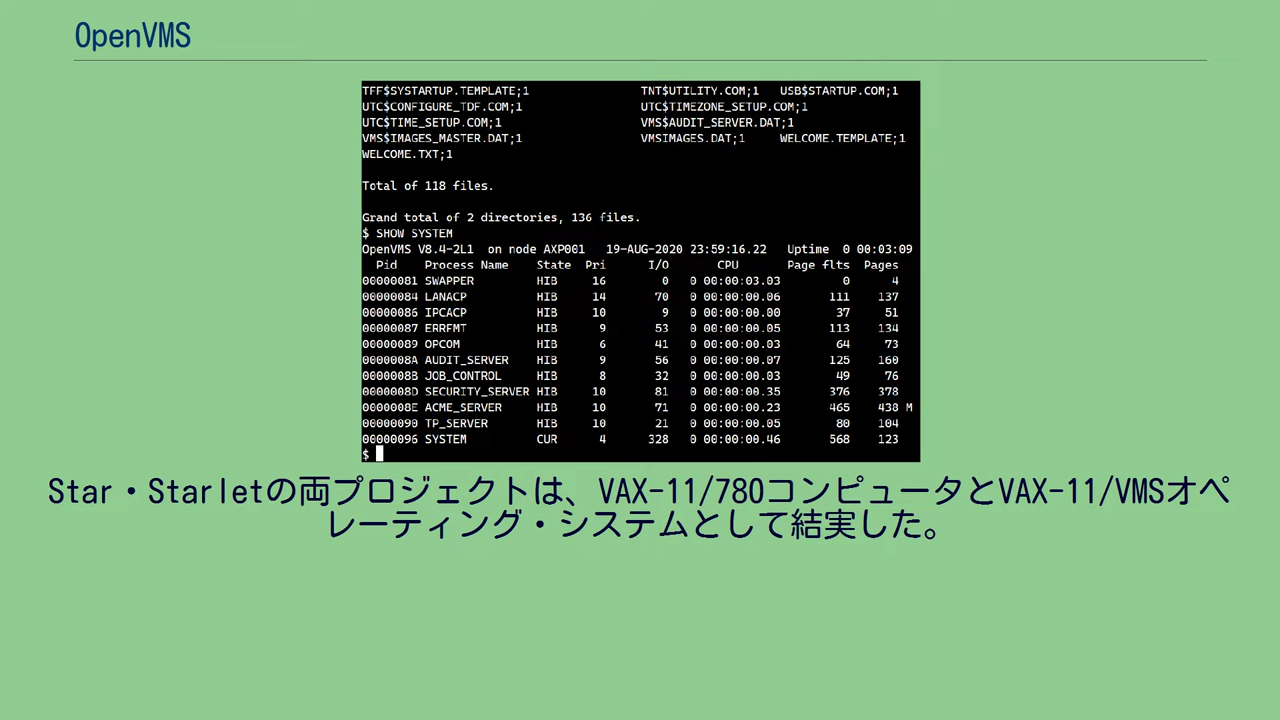 OpenVMS
TFF$SYSTARTUP.TEMPLATE;1 TNT$UTILITY.COM;1 USB$STARTUP.COM;1
UTC$CONFIGURE_TDF.COM;1 UTC$TIMEZONE_SETUP.COM;1
UTC$TIME_SETUP.COM;1 VMS$AUDIT_SERVER.DAT;1
VMS$IMAGES_MASTER.DAT;1 VMSIMAGES.DAT;1 WELCOME.TEMPLATE;1
WELCOME.TXT;1
Total of 118 files.
Grand total of 2 directories, 136 files.
$ SHOW SYSTEM
OpenVMS V8.4-2L1 on node AXP001 19-AUG-2020 23:59:16.22 Uptime 0 00:03:09
Pid Process Name State Pri I/O CPU Page flts Pages
00000081 SWAPPER HIB 16 0 0 00:00:03.03 0 4
00000084 LANACP HIB 14 70 0 00:00:00.06 111 137
00000086 IPCACP HIB 10 9 0 00:00:00.00 37 51
00000087 ERRFMT HIB 9 53 0 00:00:00.05 113 134
00000089 OPCOM HIB 6 41 0 00:00:00.03 64 73
0000008A AUDIT_SERVER HIB 9 56 0 00:00:00.07 125 160
0000008B JOB_CONTROL HIB 8 32 0 00:00:00.03 49 76
0000008D SECURITY_SERVER HIB 10 81 0 00:00:00.35 376 378
0000008E ACME_SERVER HIB 10 71 0 00:00:00.23 465 438 M
00000090 TP_SERVER HIB 10 21 0 00:00:00.05 80 104
00000096 SYSTEM CUR 4 328 0 00:00:00.46 568 123
$
Star・Starletの両プロジェクトは、VAX-11/780コンピュータとVAX-11/VMSオペ
レーティング・システムとして結実した。